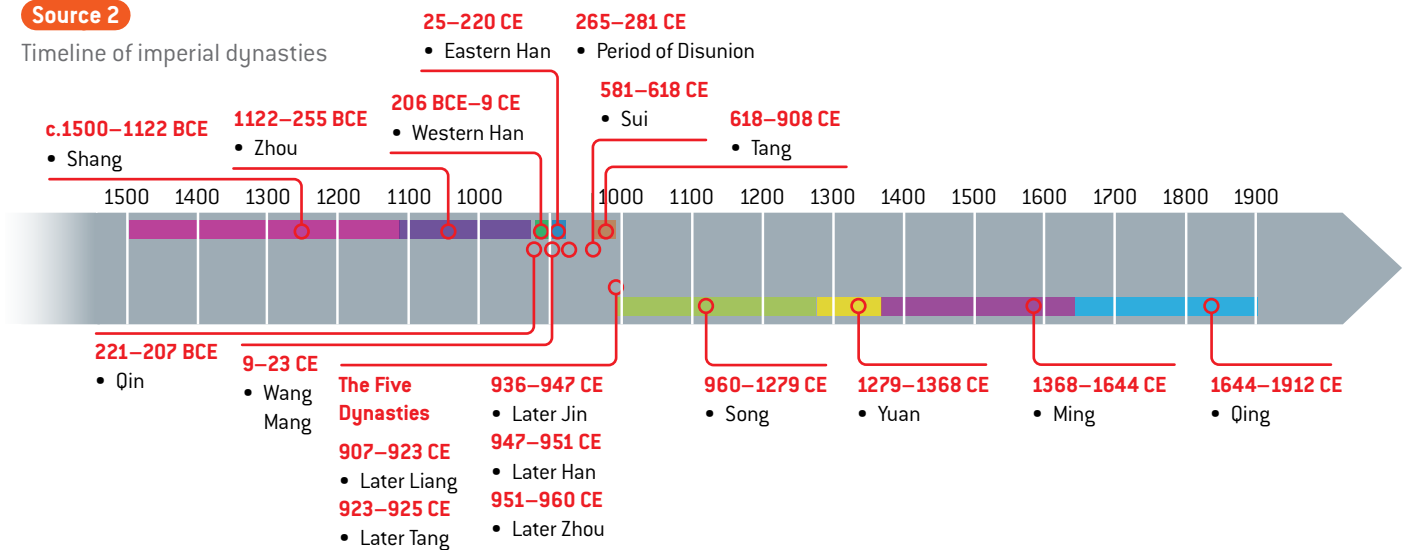 Source 2
Timeline of imperial dynasties
25–220 CE
• Eastern Han
265–281 CE
• Period of Disunion
581–618 CE
• Sui
206 BCE–9 CE
• Western Han
618–908 CE
• Tang
1122–255 BCE
• Zhou
c.1500–1122 BCE
• Shang
1500 1400 1300 1200 1100 1000 1000 1100 1200 1300 1400 1500 1600 1700 1800 1900
221–207 BCE
• Qin
9–23 CE
• Wang
Mang
The Five
Dynasties
907–923 CE
• Later Liang
923–925 CE
• Later Tang
936–947 CE
• Later Jin
947–951 CE
• Later Han
951–960 CE
• Later Zhou
960–1279 CE
• Song
1279–1368 CE
• Yuan
1368–1644 CE
• Ming
1644–1912 CE
• Qing